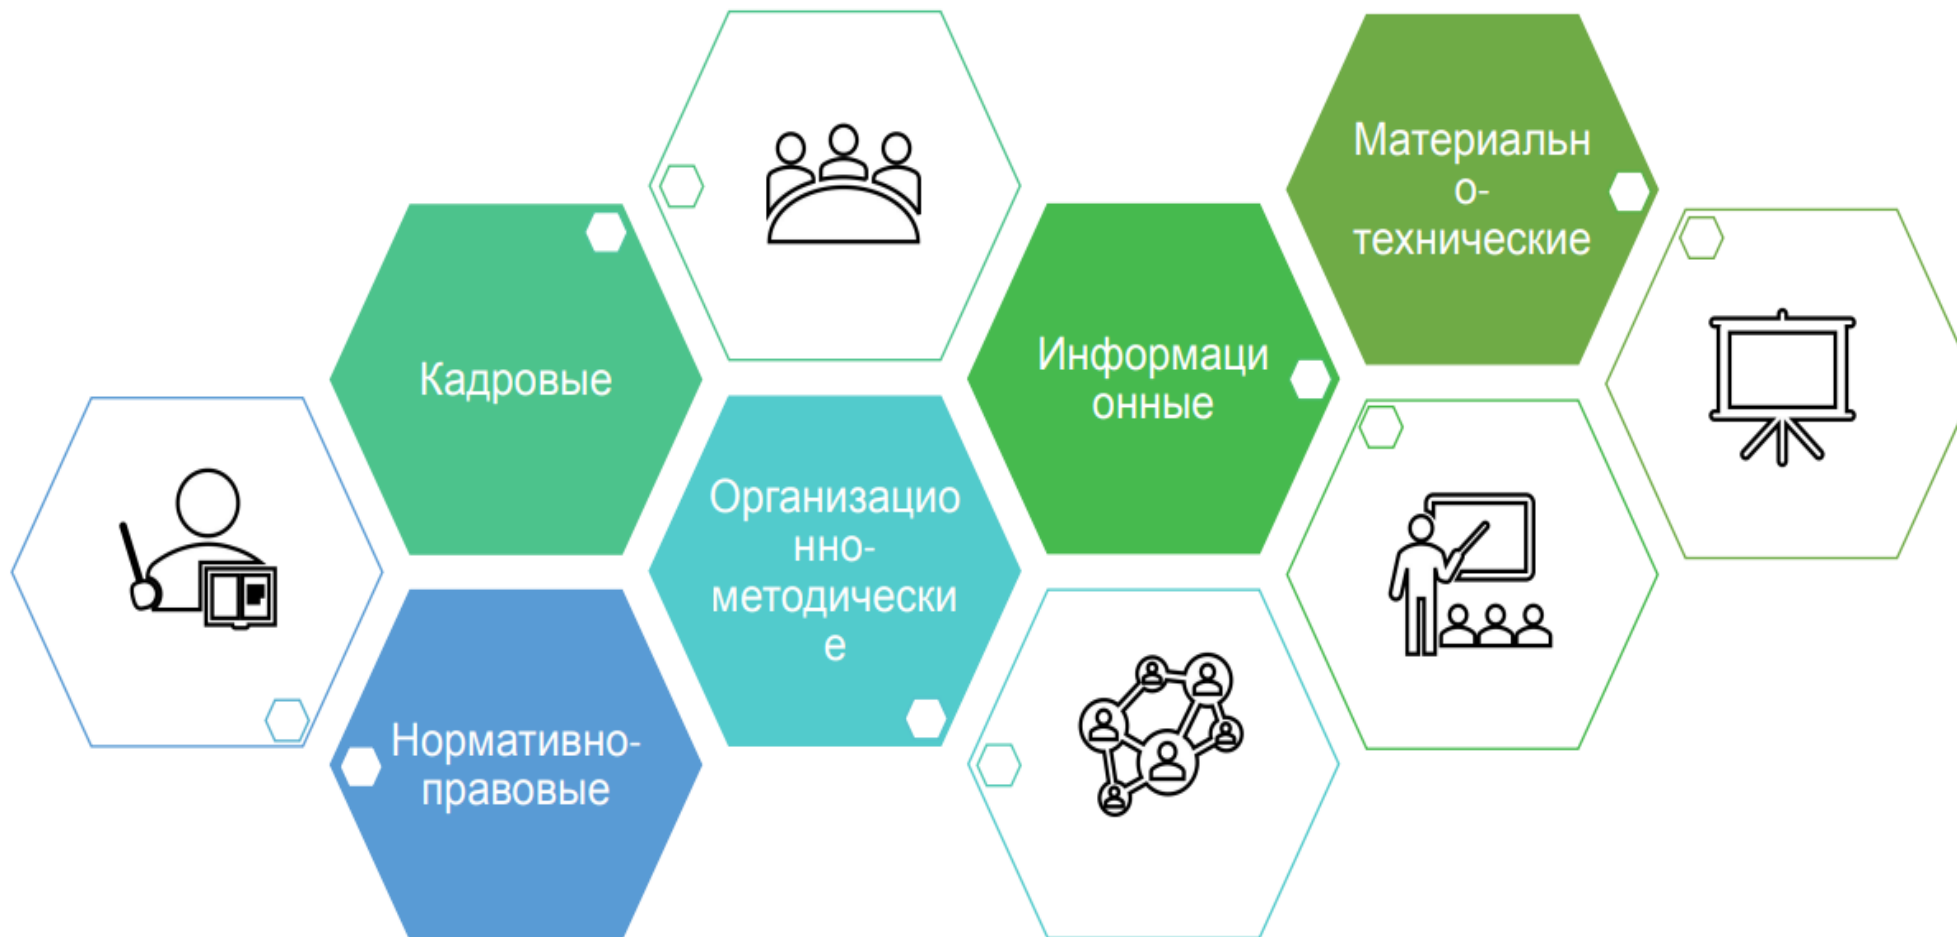 Кадровые
Нормативно-
правовые
Организацио
нно-
методически
е
Информаци
онные
Материальн
о-
технические